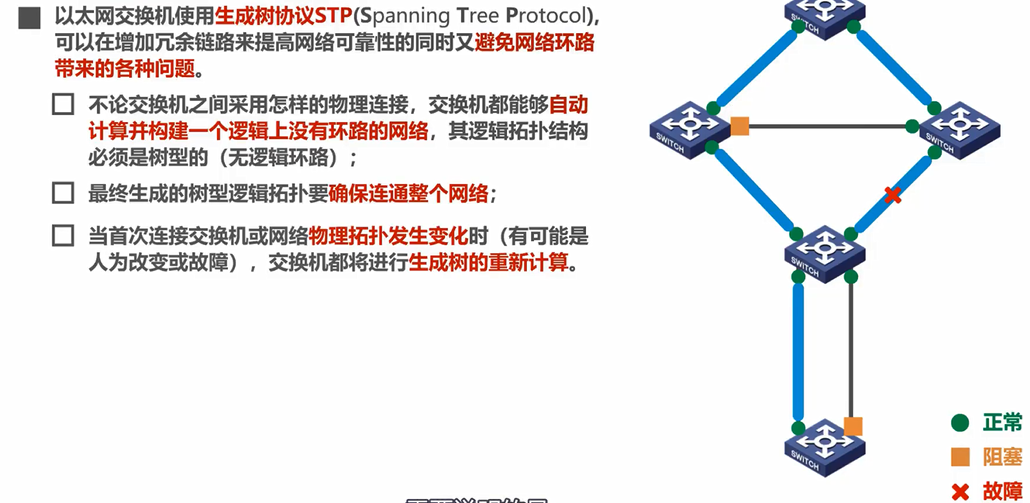 以太网交换机使用生成树协议STP(Spanning Tree Protocol),
可以在增加冗余链路来提高网络可靠性的同时又避免网络环路
带来的各种问题。
不论交换机之间采用怎样的物理连接，交换机都能够自动
计算并构建一个逻辑上没有环路的网络，其逻辑拓扑结构
必须是树型的（无逻辑环路）；
最终生成的树型逻辑拓扑要确保连通整个网络；
当首次连接交换机或网络物理拓扑发生变化时（有可能是
人为改变或故障），交换机都将进行生成树的重新计算。
SWITCH
SWITCH
SWITCH
SWITCH
SWITCH
正常
阻塞
故障